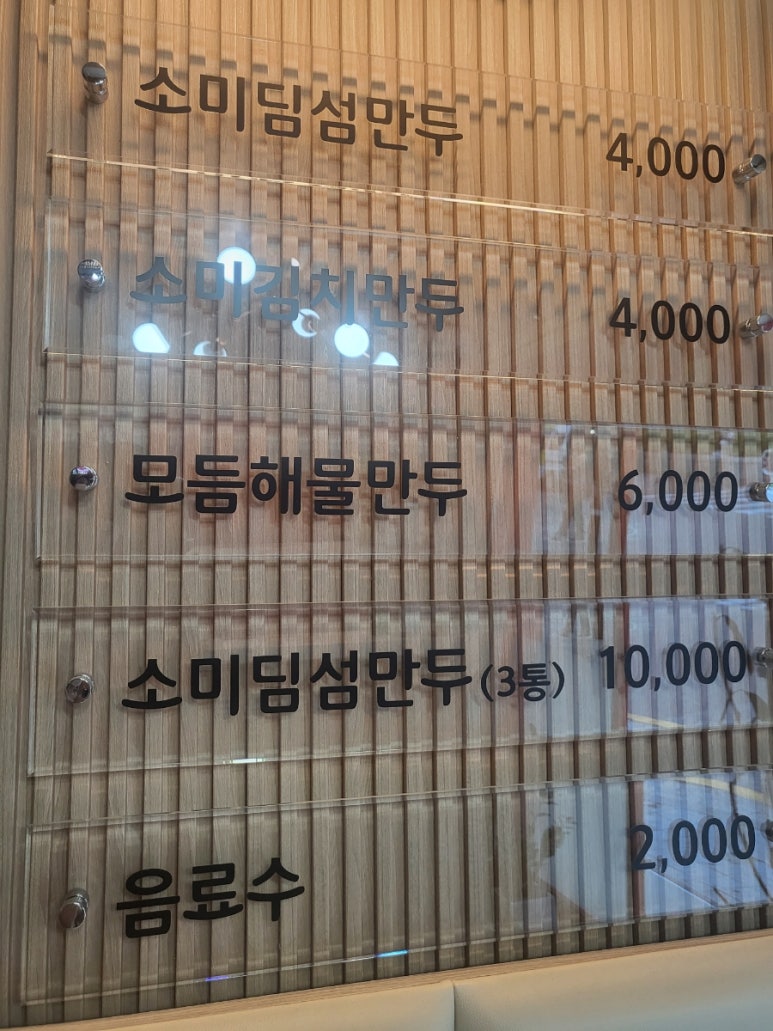 소미딤섬만두 4,000
소미김치만두 4,000
모듬해물만두 6,000
소미딤섬만두(3통) 10,000
음료수 2,000